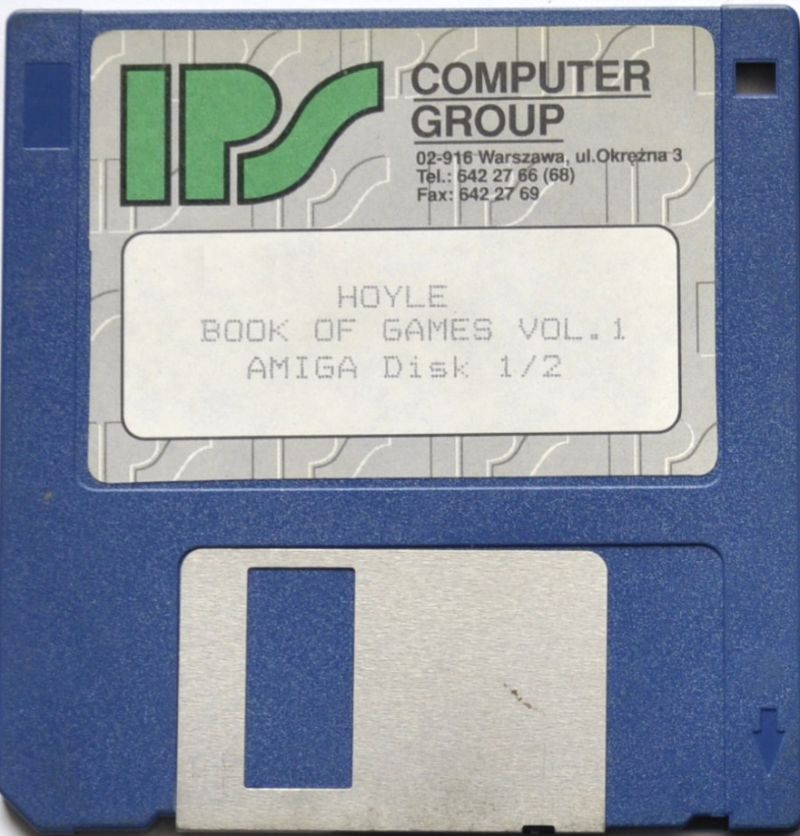 IPS
COMPUTER
GROUP
02-916 Warszawa, ul.Okrężna 3
Tel.: 642 27 66 (68)
Fax: 642 27 69
HOYLE
BOOK OF GAMES VOL.1
AMIGA Disk 1/2